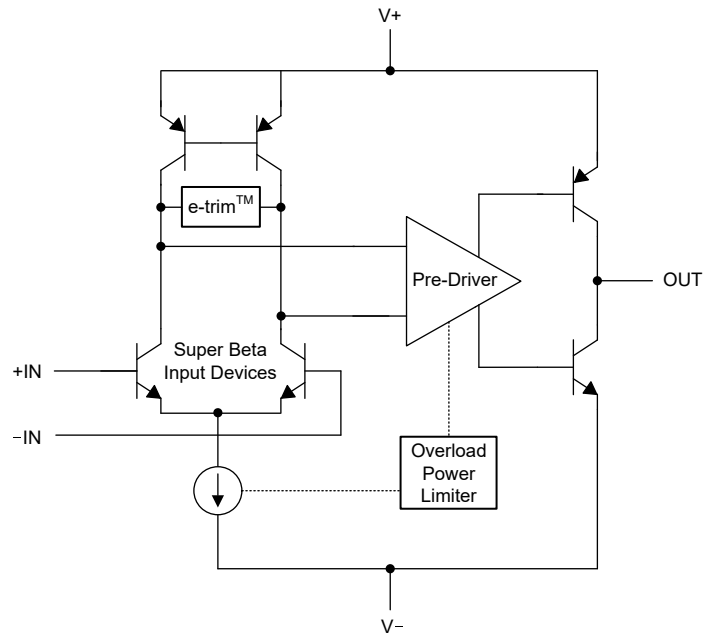 V+
e-trim™
Pre-Driver
OUT
Super Beta
Input Devices
+IN
−IN
Overload
Power
Limiter
V−